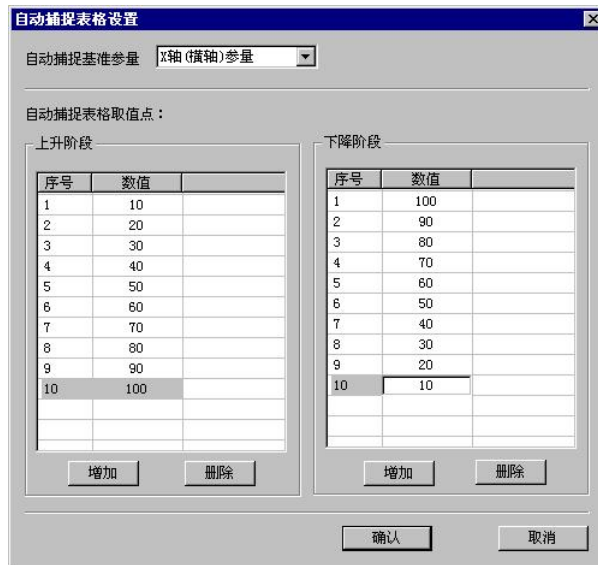 自动捕捉表格设置
自动捕捉基准参量 X轴(横轴)参量
自动捕捉表格取值点：
上升阶段
序号 数值
1 10
2 20
3 30
4 40
5 50
6 60
7 70
8 80
9 90
10 100
增加 删除
下降阶段
序号 数值
1 100
2 90
3 80
4 70
5 60
6 50
7 40
8 30
9 20
10 10
增加 删除
确认 取消